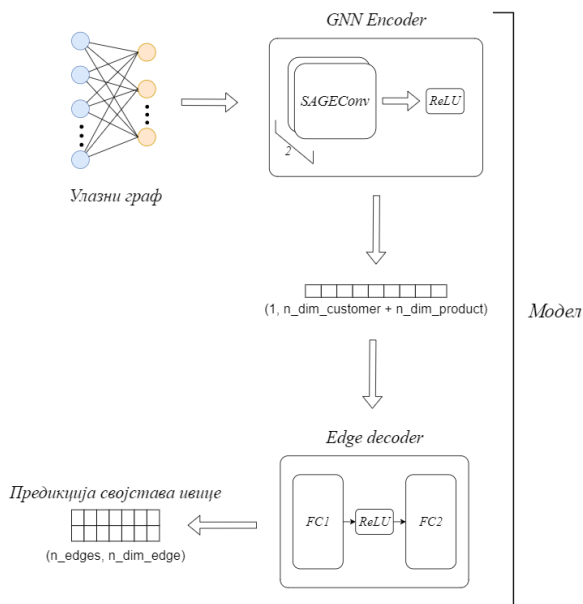 GNN Encoder
SAGEConv
ReLU
2
Улазни граф
(1, n_dim_customer + n_dim_product)
Модел
Edge decoder
Предикција својстава ивице
FC1
ReLU
FC2
(n_edges, n_dim_edge)